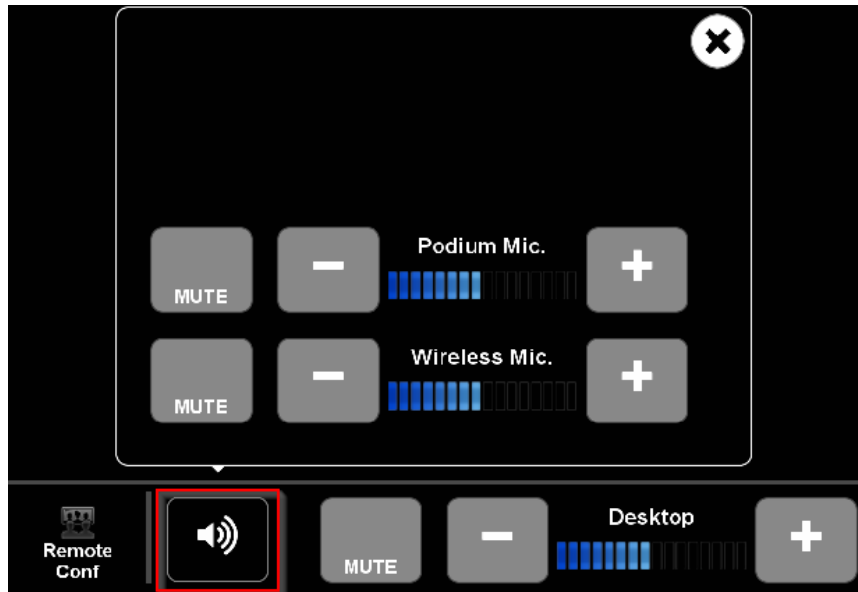 Podium Mic.
MUTE
Wireless Mic.
MUTE
Remote
Conf
MUTE
Desktop